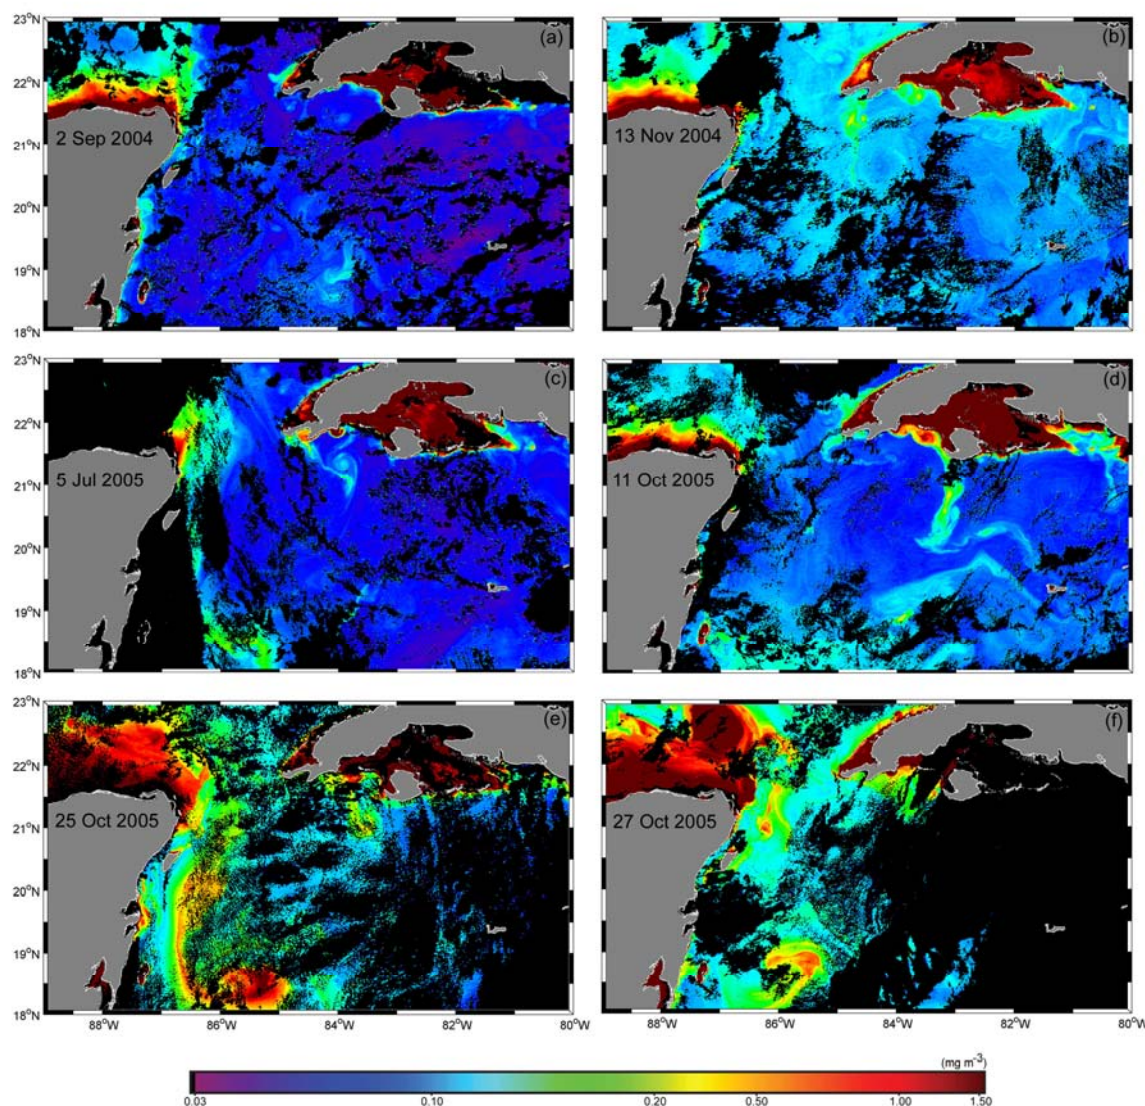 23°N (a) (b)
22°N
21°N
2 Sep 2004 13 Nov 2004
20°N
19°N
18°N
23°N (c) (d)
22°N
21°N
5 Jul 2005 11 Oct 2005
20°N
19°N
18°N
23°N (e) (f)
22°N
21°N
25 Oct 2005 27 Oct 2005
20°N
19°N
18°N
88°W 86°W 84°W 82°W 80°W 88°W 86°W 84°W 82°W 80°W
(mg m-3)
0.03 0.10 0.20 0.50 1.00 1.50